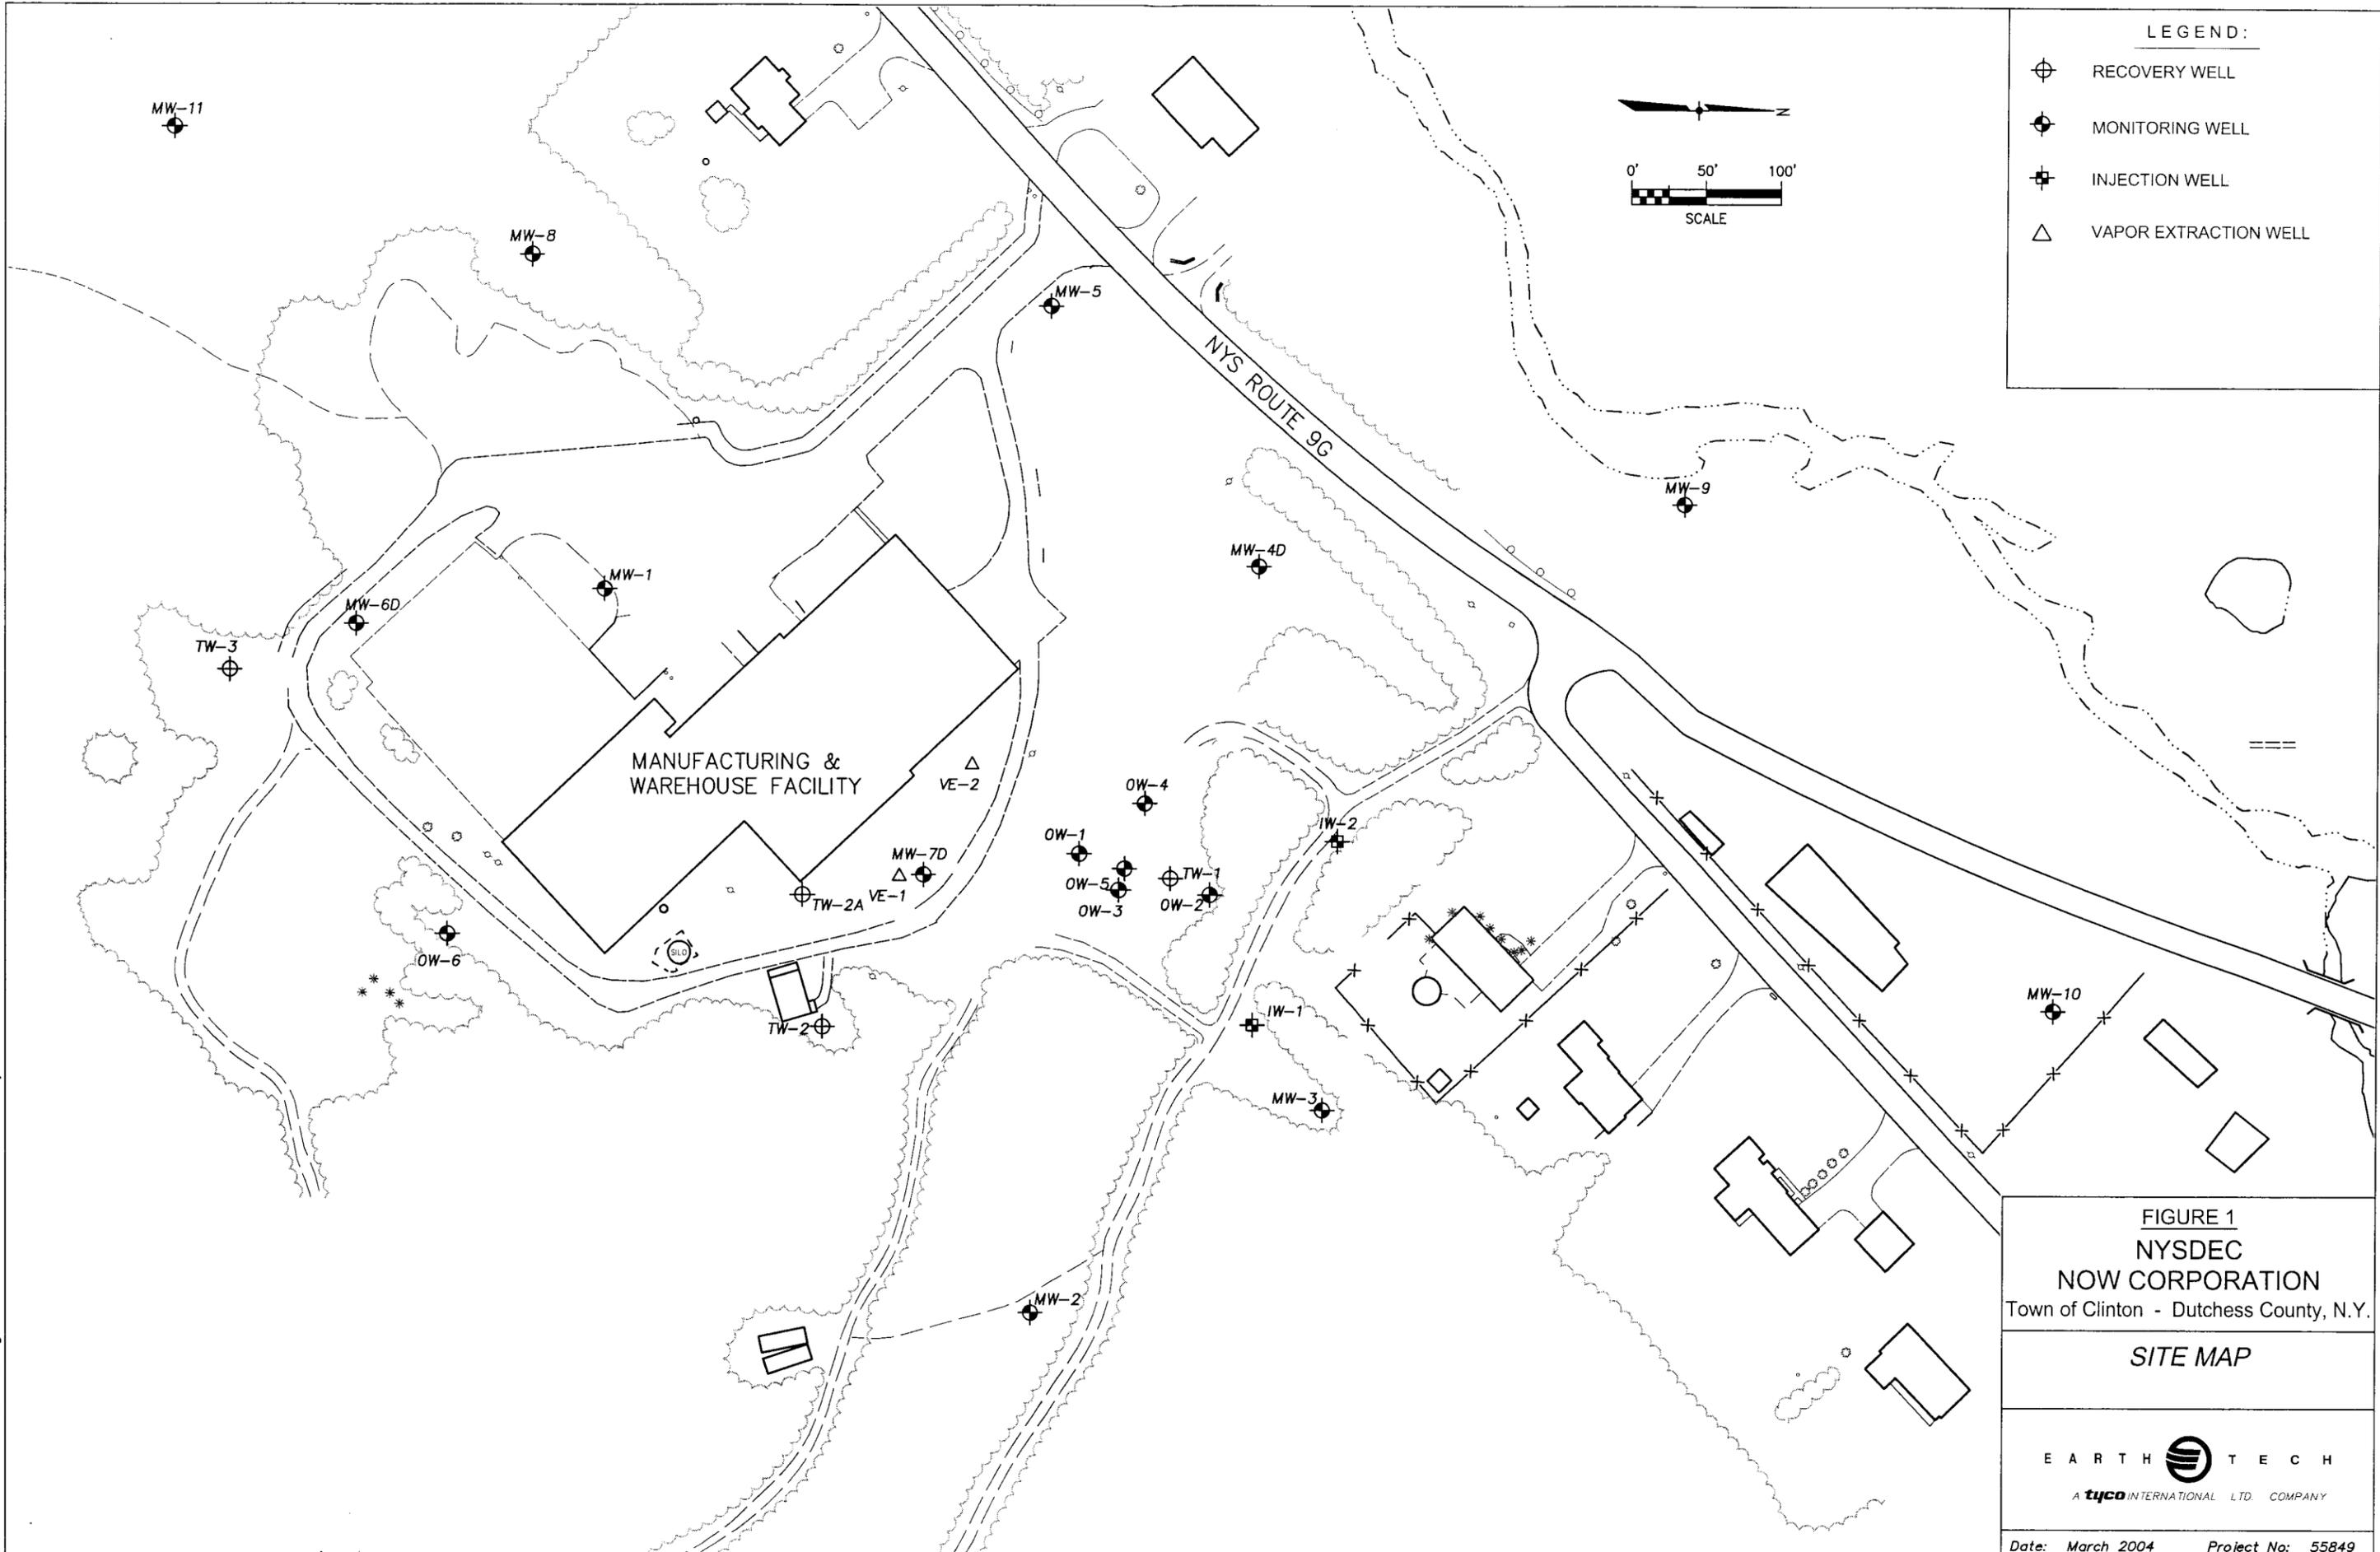 LEGEND:
RECOVERY WELL
MONITORING WELL
INJECTION WELL
VAPOR EXTRACTION WELL
N
0' 50' 100'
SCALE
MW-11
MW-8
MW-5
NYS ROUTE 9G
MW-9
MW-4D
MW-1
MW-6D
TW-3
MANUFACTURING &
WAREHOUSE FACILITY
VE-2
OW-4
IW-2
OW-1
MW-7D
OW-5
TW-1
TW-2A
VE-1
OW-3
OW-2
OW-6
SILO
TW-2
IW-1
MW-10
MW-3
MW-2
FIGURE 1
NYSDEC
NOW CORPORATION
Town of Clinton - Dutchess County, N.Y.
SITE MAP
EARTH TECH
A tyco INTERNATIONAL LTD. COMPANY
Date: March 2004 Project No: 55849